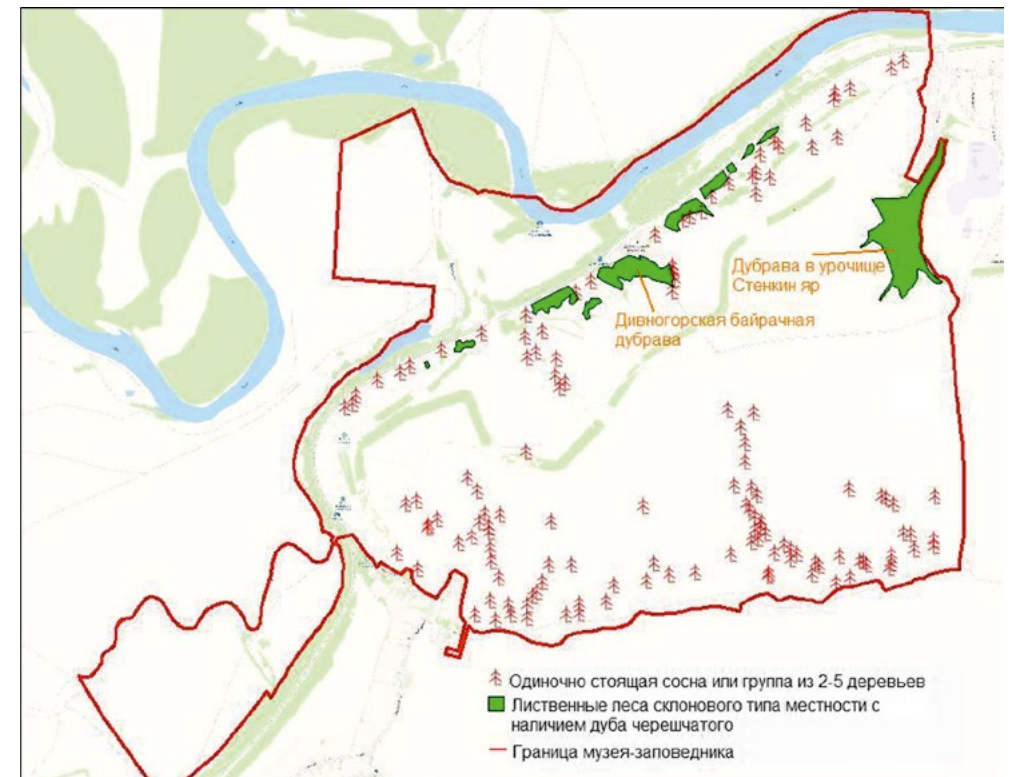 Дубрава в урочище
Стенкин яр
Дивногорская байрачная
дубрава
Одиночно стоящая сосна или группа из 2-5 деревьев
Лиственные леса склонового типа местности с
наличием дуба черешчатого
Граница музея-заповедника